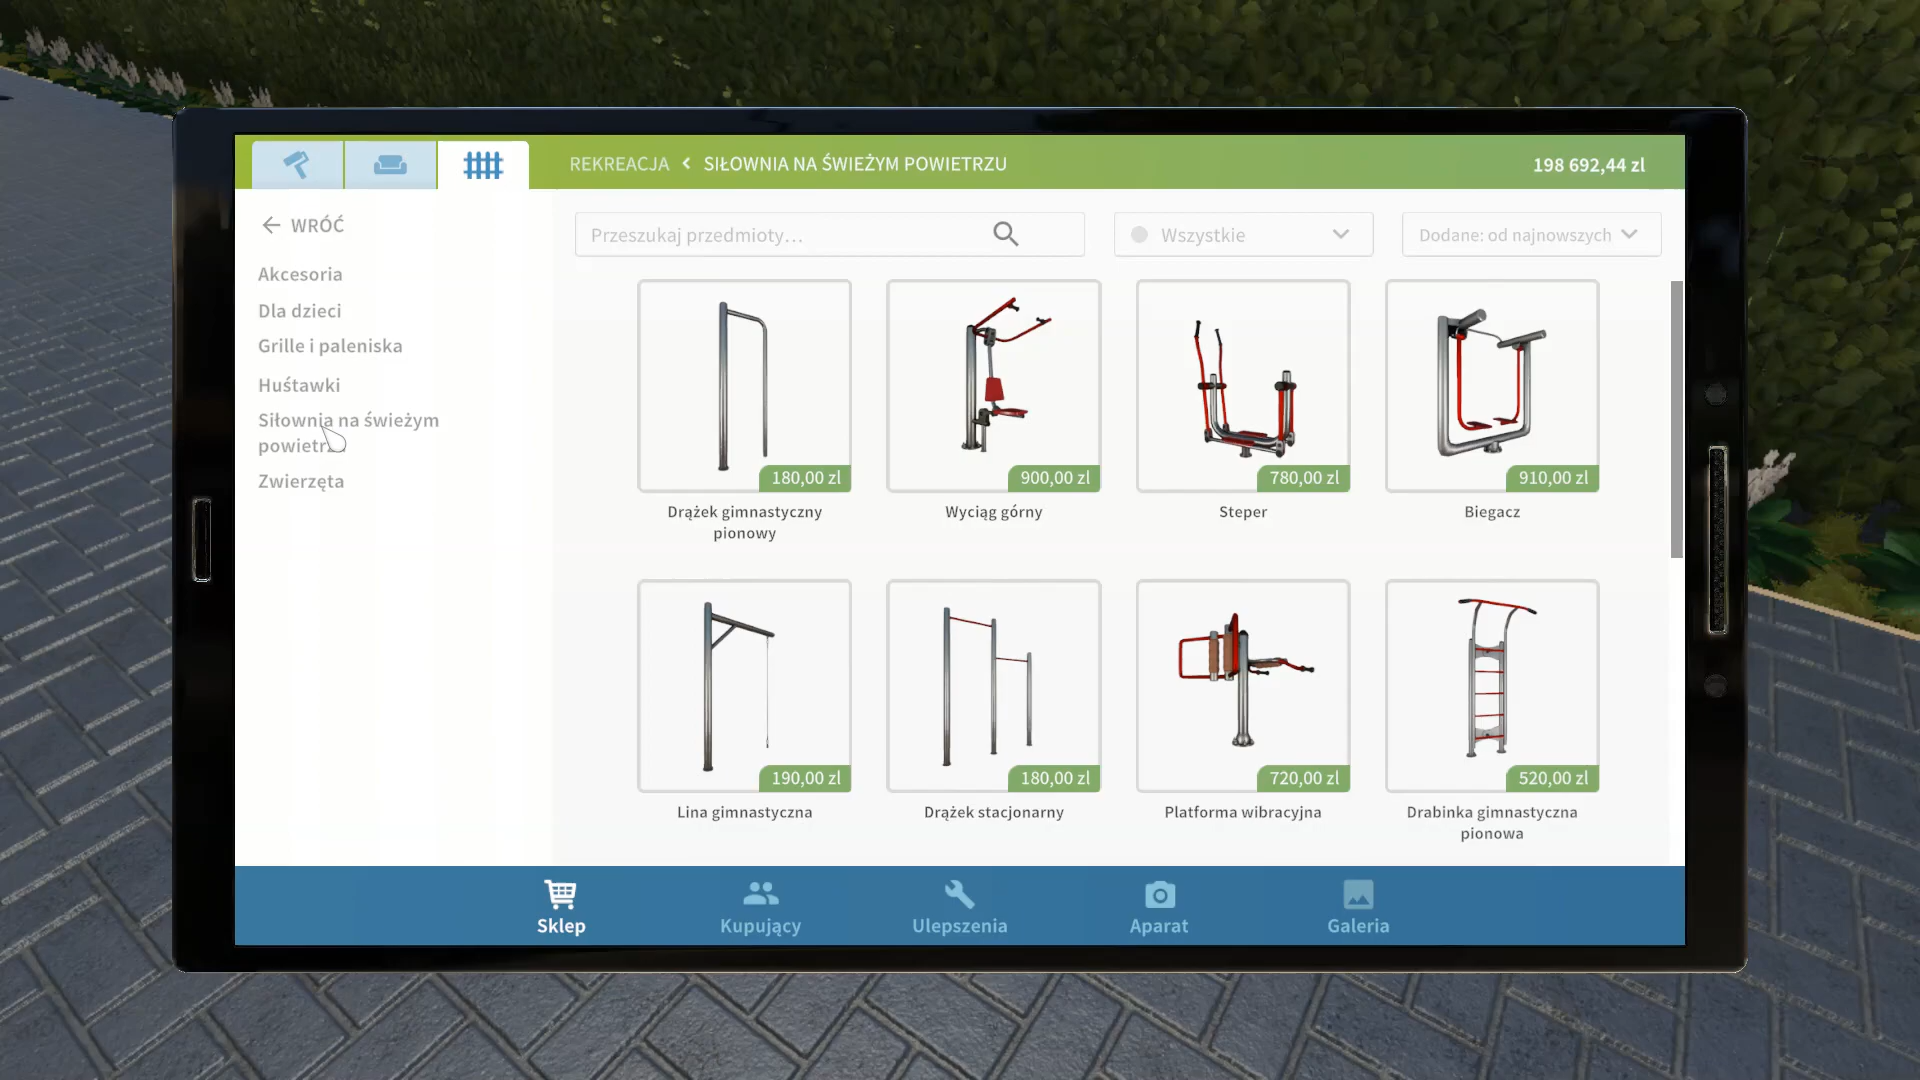 REKREACJA < SIŁOWNIA NA ŚWIEŻYM POWIETRZU
198 692,44 zl
WRÓĆ
Akcesoria
Dla dzieci
Grille i paleniska
Huśtawki
Siłownia na świeżym
powietrzu
Zwierzęta
Przeszukaj przedmioty...
Wszystkie
Dodane: od najnowszych
180,00 zl
900,00 zl
780,00 zl
910,00 zl
Drążek gimnastyczny
pionowy
Wyciąg górny
Steper
Biegacz
190,00 zl
180,00 zl
720,00 zl
520,00 zl
Lina gimnastyczna
Drążek stacjonarny
Platforma wibracyjna
Drabinka gimnastyczna
pionowa
Sklep
Kupujący
Ulepszenia
Aparat
Galeria